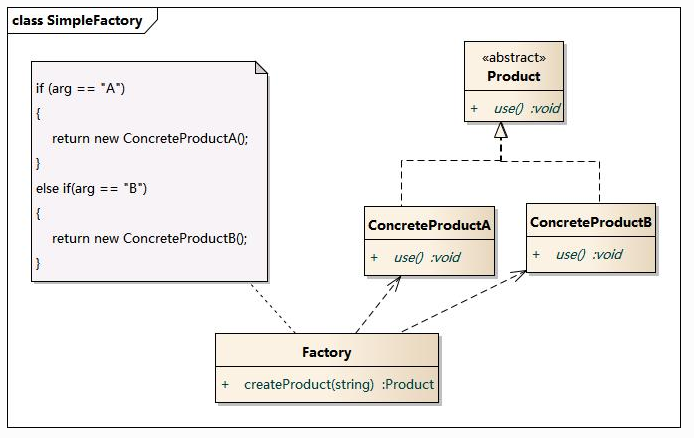 class SimpleFactory
if (arg == "A")
{
return new ConcreteProductA();
}
else if(arg == "B")
{
return new ConcreteProductB();
}
«abstract»
Product
+ use() :void
ConcreteProductA
+ use() :void
ConcreteProductB
+ use() :void
Factory
+ createProduct(string) :Product